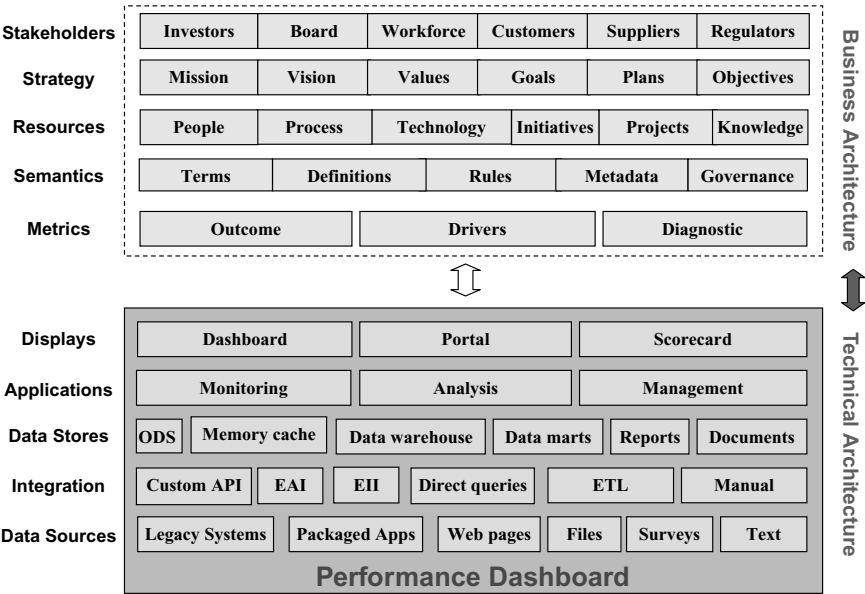 Stakeholders Investors Board Workforce Customers Suppliers Regulators
Strategy Mission Vision Values Goals Plans Objectives
Resources People Process Technology Initiatives Projects Knowledge
Semantics Terms Definitions Rules Metadata Governance
Metrics Outcome Drivers Diagnostic
Business Architecture
Displays Dashboard Portal Scorecard
Applications Monitoring Analysis Management
Data Stores ODS Memory cache Data warehouse Data marts Reports Documents
Integration Custom API EAI EII Direct queries ETL Manual
Data Sources Legacy Systems Packaged Apps Web pages Files Surveys Text
Performance Dashboard
Technical Architecture